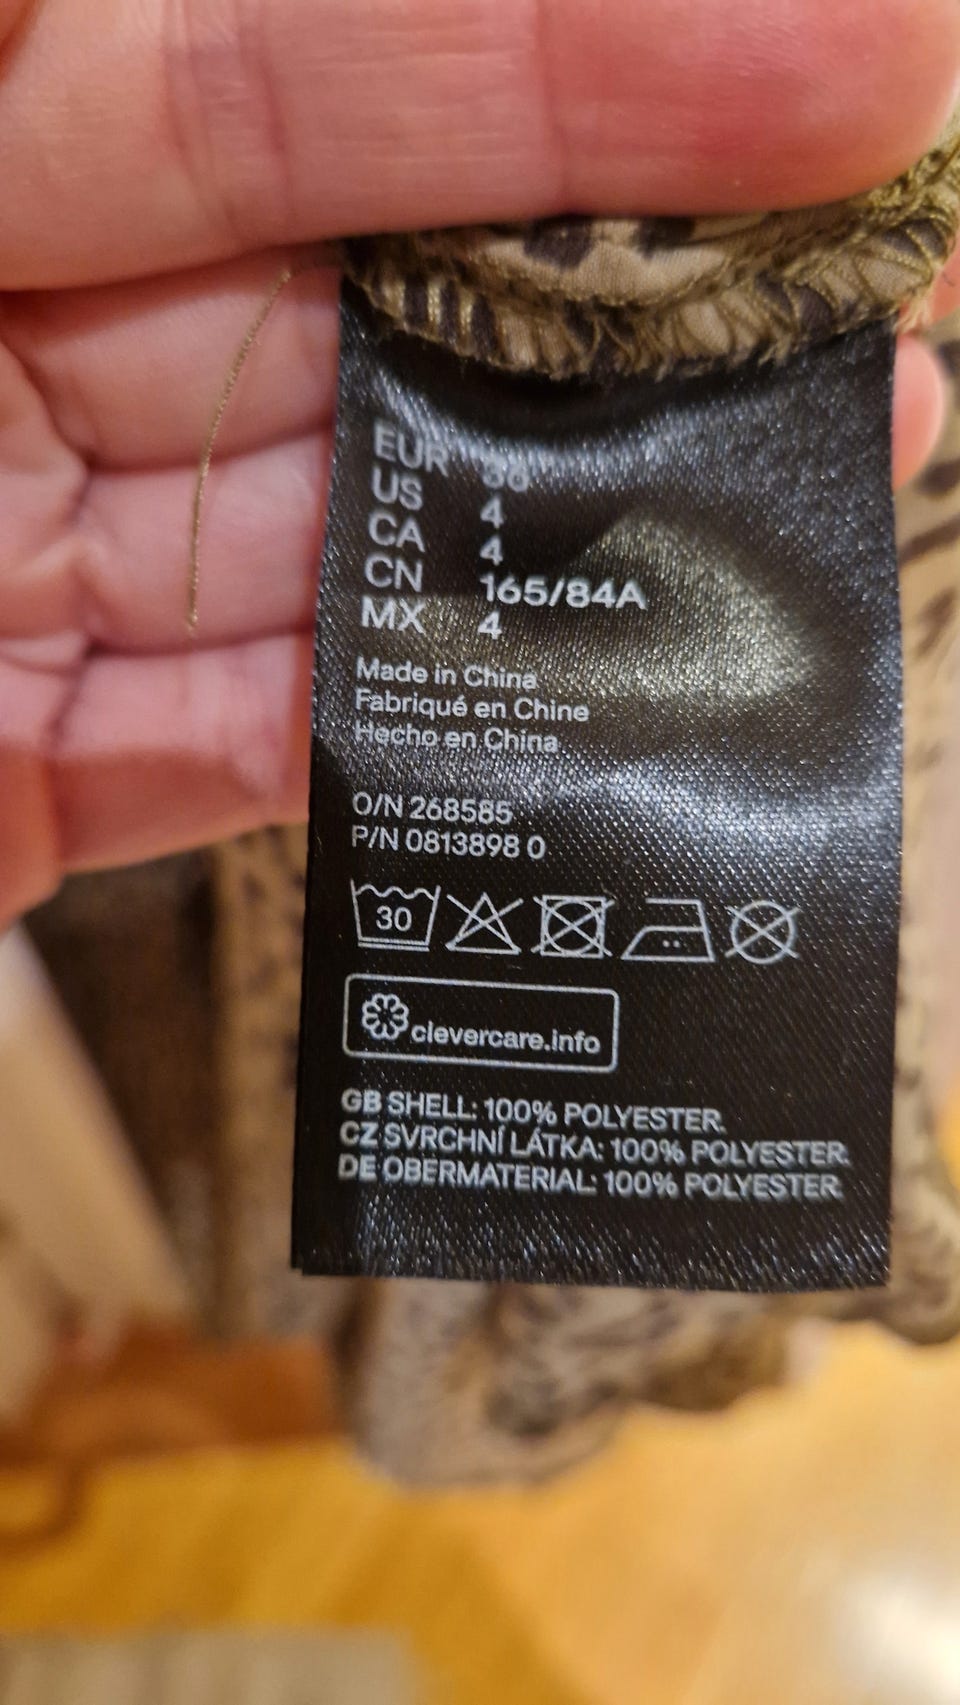 EUR 36
US 4
CA 4
CN 165/84A
MX 4
Made in China
Fabriqué en Chine
Hecho en China
O/N 268585
P/N 0813898 0
30
clevercare.info
GB SHELL: 100% POLYESTER.
CZ SVRCHNÍ LÁTKA: 100% POLYESTER.
DE OBERMATERIAL: 100% POLYESTER.